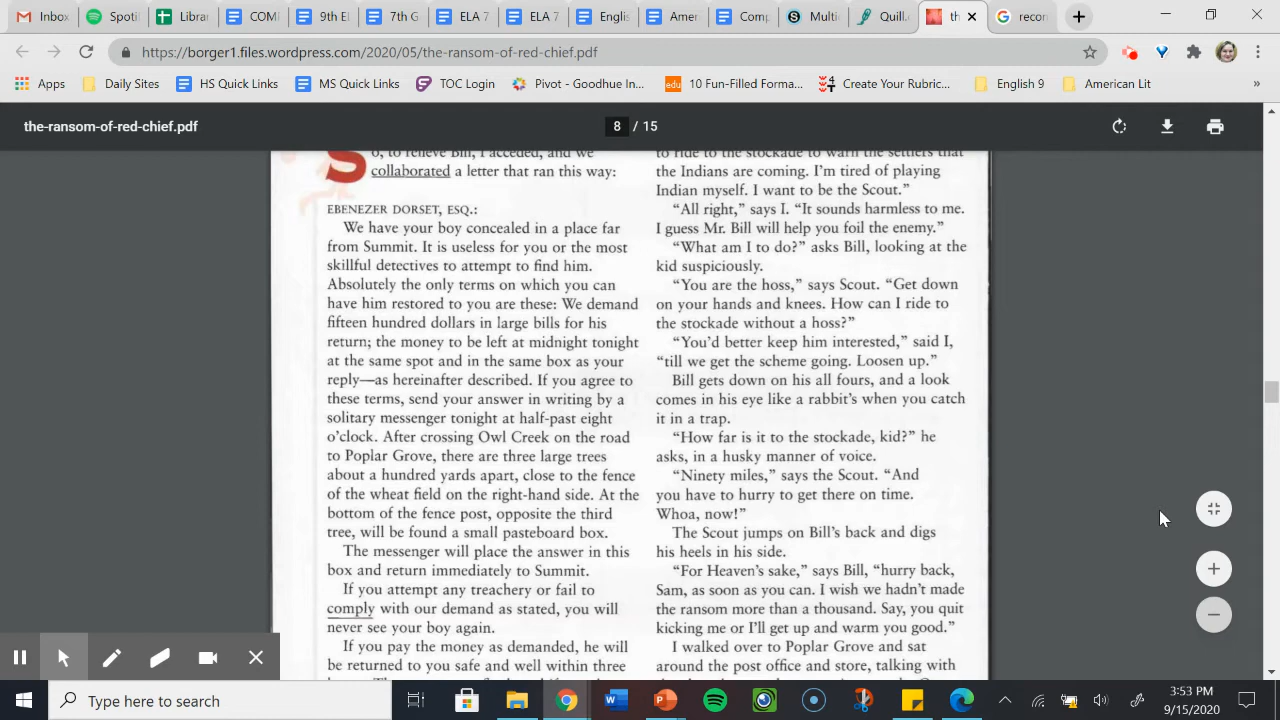 Spoti
Librar
COM
9th El
7th G
ELA 7
ELA 7
Englis
Amer
Comp
Multi
Quill.
th
recor
https://borger1.files.wordpress.com/2020/05/the-ransom-of-red-chief.pdf
Apps
Daily Sites
HS Quick Links
MS Quick Links
TOC Login
Pivot - Goodhue In...
10 Fun-Filled Forma...
Create Your Rubric...
English 9
American Lit
»
the-ransom-of-red-chief.pdf
8 / 15
So, to relieve Bill, I acceded, and we
collaborated a letter that ran this way:
EBENEZER DORSET, ESQ.:
We have your boy concealed in a place far
from Summit. It is useless for you or the most
skillful detectives to attempt to find him.
Absolutely the only terms on which you can
have him restored to you are these: We demand
fifteen hundred dollars in large bills for his
return; the money to be left at midnight tonight
at the same spot and in the same box as your
reply—as hereinafter described. If you agree to
these terms, send your answer in writing by a
solitary messenger tonight at half-past eight
o'clock. After crossing Owl Creek on the road
to Poplar Grove, there are three large trees
about a hundred yards apart, close to the fence
of the wheat field on the right-hand side. At the
bottom of the fence post, opposite the third
tree, will be found a small pasteboard box.
The messenger will place the answer in this
box and return immediately to Summit.
If you attempt any treachery or fail to
comply with our demand as stated, you will
never see your boy again.
If you pay the money as demanded, he will
be returned to you safe and well within three
to ride to the stockade to warn the settlers that
the Indians are coming. I'm tired of playing
Indian myself. I want to be the Scout."
"All right," says I. "It sounds harmless to me.
I guess Mr. Bill will help you foil the enemy."
"What am I to do?" asks Bill, looking at the
kid suspiciously.
"You are the hoss," says Scout. "Get down
on your hands and knees. How can I ride to
the stockade without a hoss?"
"You'd better keep him interested," said I,
"till we get the scheme going. Loosen up."
Bill gets down on his all fours, and a look
comes in his eye like a rabbit's when you catch
it in a trap.
"How far is it to the stockade, kid?" he
asks, in a husky manner of voice.
"Ninety miles," says the Scout. "And
you have to hurry to get there on time.
Whoa, now!"
The Scout jumps on Bill's back and digs
his heels in his side.
"For Heaven's sake," says Bill, "hurry back,
Sam, as soon as you can. I wish we hadn't made
the ransom more than a thousand. Say, you quit
kicking me or I'll get up and warm you good."
I walked over to Poplar Grove and sat
around the post office and store, talking with
Type here to search
3:53 PM
9/15/2020